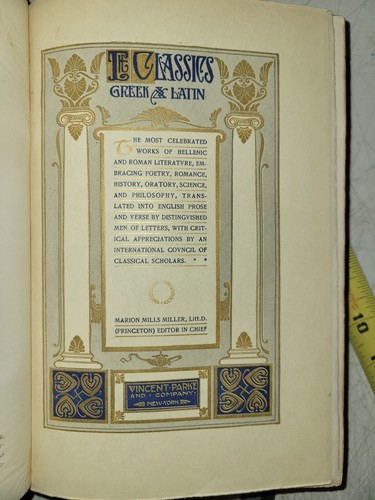 THE CLASSICS
GREEK & LATIN
THE MOST CELEBRATED
WORKS OF HELLENIC
AND ROMAN LITERATVRE, EM-
BRACING POETRY, ROMANCE,
HISTORY, ORATORY, SCIENCE,
AND PHILOSOPHY, TRANS-
LATED INTO ENGLISH PROSE
AND VERSE BY DISTINGVISHED
MEN OF LETTERS, WITH CRIT-
ICAL APPRECIATIONS BY AN
INTERNATIONAL COVNCIL OF
CLASSICAL SCHOLARS.
MARION MILLS MILLER, LITT.D.
(PRINCETON) EDITOR IN CHIEF
VINCENT PARKE
AND COMPANY
NEW YORK
10